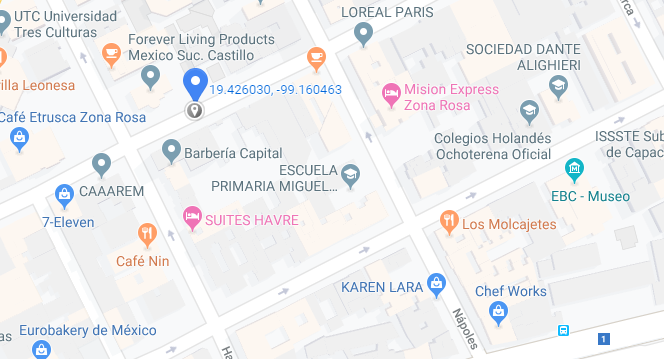 UTC Universidad
Tres Culturas
LOREAL PARIS
Forever Living Products
Mexico Suc. Castillo
SOCIEDAD DANTE
ALIGHIERI
illa Leonesa
19.426030, -99.160463
Mision Express
Zona Rosa
Café Etrusca Zona Rosa
Colegios Holandés
Ochoterena Oficial
ISSSTE Sub
de Capac
Barbería Capital
ESCUELA
PRIMARIA MIGUEL...
CAAAREM
EBC - Museo
7-Eleven
SUITES HAVRE
Los Molcajetes
Café Nin
KAREN LARA
Chef Works
Nápoles
Eurobakery de México
as
Ha
rca
1